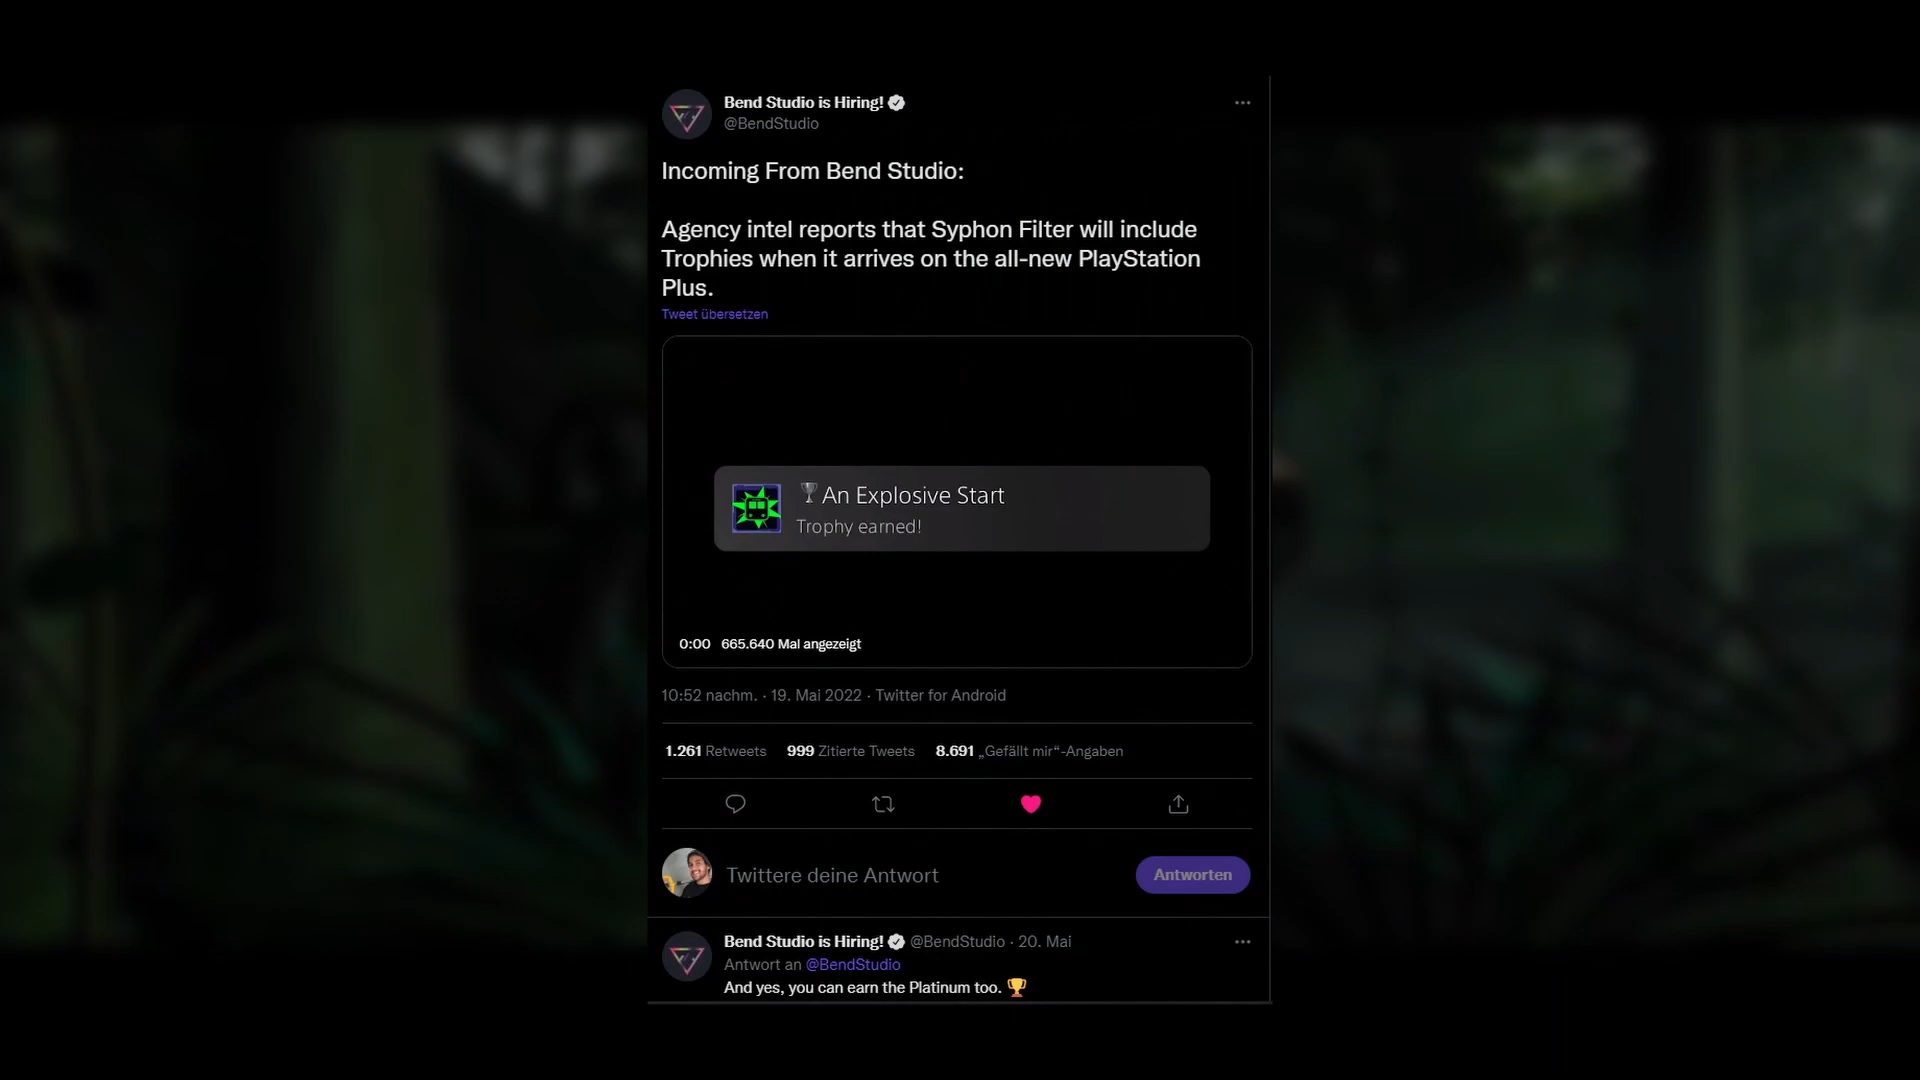 Bend Studio is Hiring!
@BendStudio
Incoming From Bend Studio:
Agency intel reports that Syphon Filter will include
Trophies when it arrives on the all-new PlayStation
Plus.
Tweet übersetzen
An Explosive Start
Trophy earned!
0:00 665.640 Mal angezeigt
10:52 nachm. · 19. Mai 2022 · Twitter for Android
1.261 Retweets 999 Zitierte Tweets 8.691 „Gefällt mir“-Angaben
Twittere deine Antwort
Antworten
Bend Studio is Hiring! @BendStudio · 20. Mai
Antwort an @BendStudio
And yes, you can earn the Platinum too. 🏆